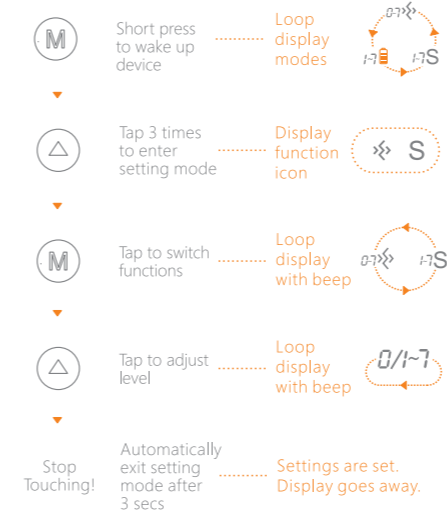 M
Short press
to wake up
device
Loop
display
modes
0-7
1-7
1-7S
Tap 3 times
to enter
setting mode
Display
function
icon
S
M
Tap to switch
functions
Loop
display
with beep
0-7
1-7S
Tap to adjust
level
Loop
display
with beep
0/1~7
Stop
Touching!
Automatically
exit setting
mode after
3 secs
Settings are set.
Display goes away.